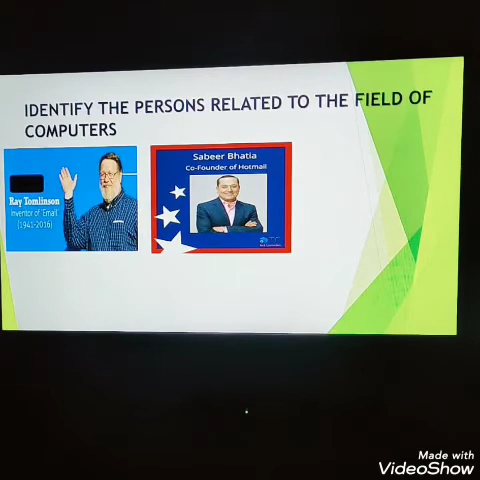 IDENTIFY THE PERSONS RELATED TO THE FIELD OF
COMPUTERS
Ray Tomlinson
Inventor of Email
(1941-2016)
Sabeer Bhatia
Co-Founder of Hotmail
Made with
VideoShow